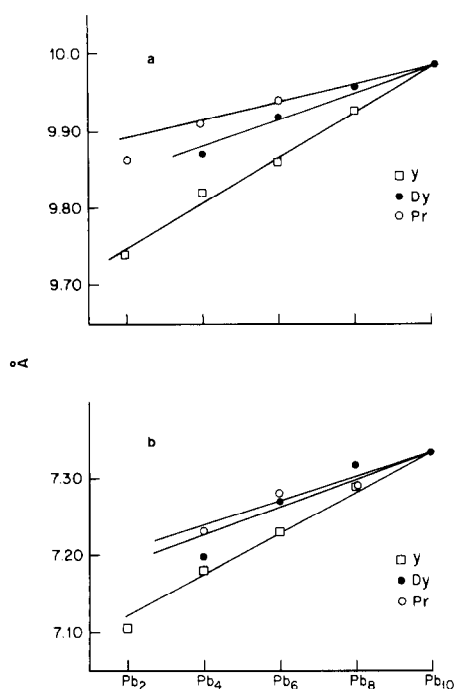 a
10.0
9.90
9.80
9.70
□ y
● Dy
○ Pr
Å
b
7.30
7.20
7.10
□ y
● Dy
○ Pr
Pb2 Pb4 Pb6 Pb8 Pb10